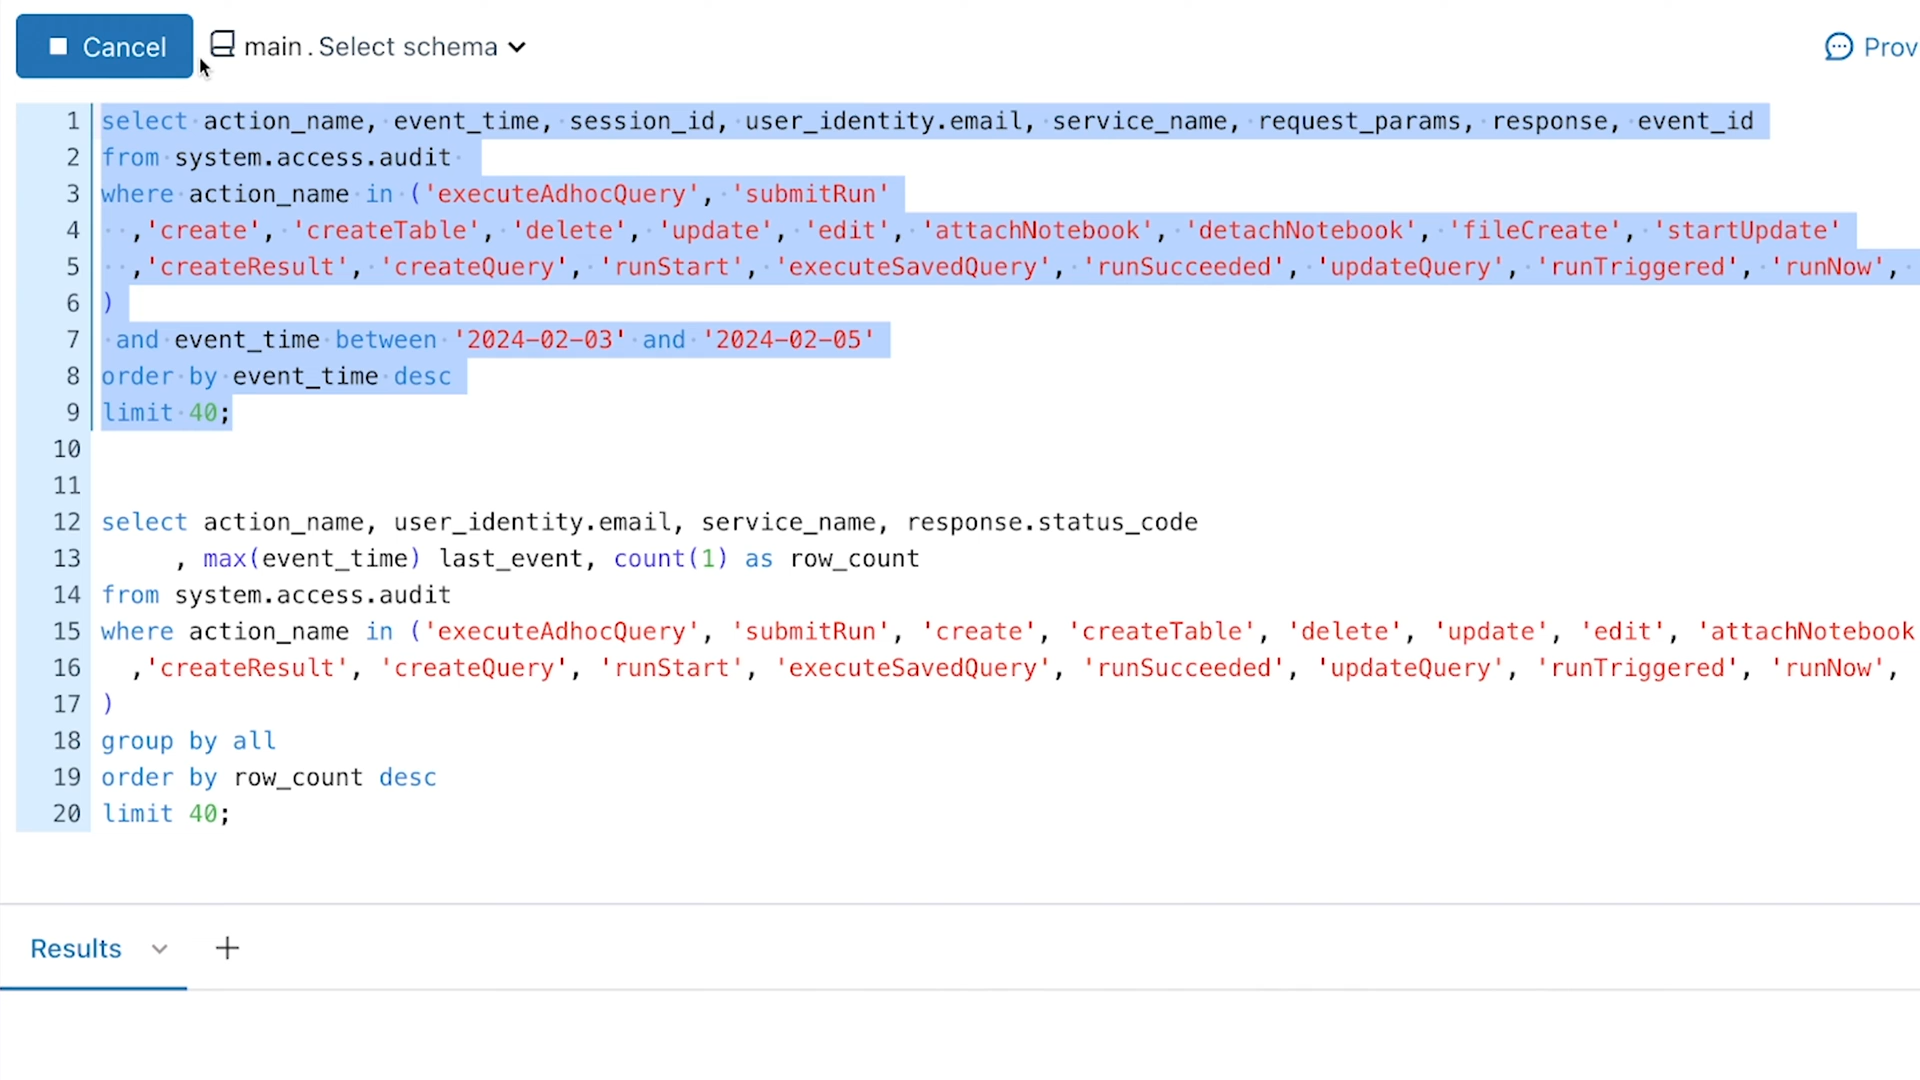 Cancel main . Select schema Prov
1 select action_name, event_time, session_id, user_identity.email, service_name, request_params, response, event_id
2 from system.access.audit
3 where action_name in ('executeAdhocQuery', 'submitRun'
4 ,'create', 'createTable', 'delete', 'update', 'edit', 'attachNotebook', 'detachNotebook', 'fileCreate', 'startUpdate'
5 ,'createResult', 'createQuery', 'runStart', 'executeSavedQuery', 'runSucceeded', 'updateQuery', 'runTriggered', 'runNow',
6 )
7 and event_time between '2024-02-03' and '2024-02-05'
8 order by event_time desc
9 limit 40;
10
11
12 select action_name, user_identity.email, service_name, response.status_code
13 , max(event_time) last_event, count(1) as row_count
14 from system.access.audit
15 where action_name in ('executeAdhocQuery', 'submitRun', 'create', 'createTable', 'delete', 'update', 'edit', 'attachNotebook
16 ,'createResult', 'createQuery', 'runStart', 'executeSavedQuery', 'runSucceeded', 'updateQuery', 'runTriggered', 'runNow',
17 )
18 group by all
19 order by row_count desc
20 limit 40;
Results